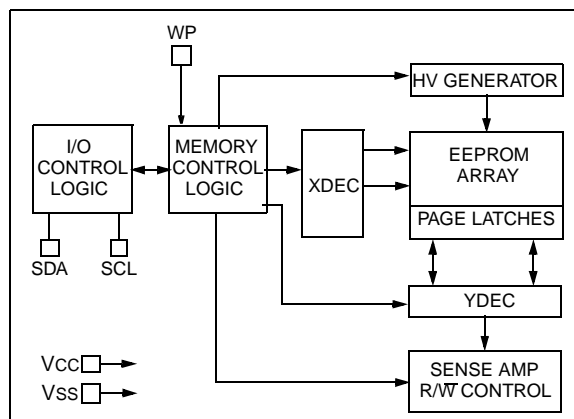 WP
HV GENERATOR
I/O
CONTROL
LOGIC
MEMORY
CONTROL
LOGIC
XDEC
EEPROM
ARRAY
PAGE LATCHES
SDA
SCL
YDEC
VCC
VSS
SENSE AMP
R/W̅ CONTROL